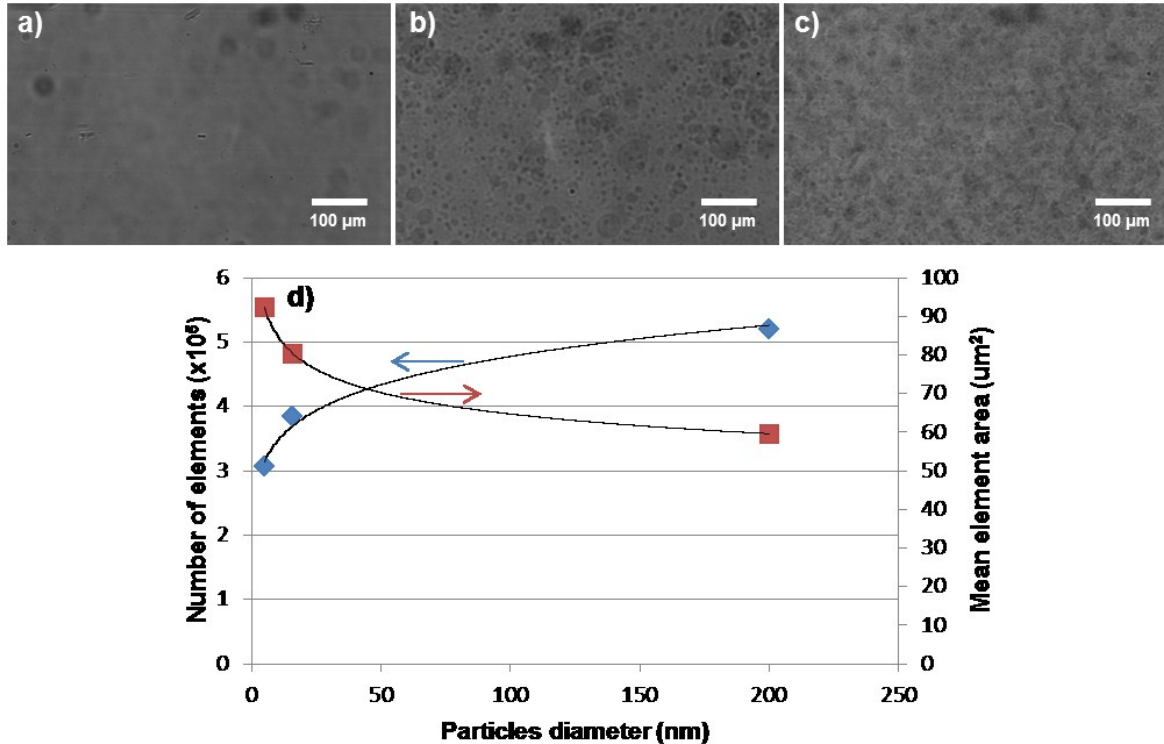 a)
b)
c)
100 µm
100 µm
100 µm
d)
Number of elements (x10⁵)
6
5
4
3
2
1
0
Mean element area (um²)
100
90
80
70
60
50
40
30
20
10
0
0 50 100 150 200 250
Particles diameter (nm)